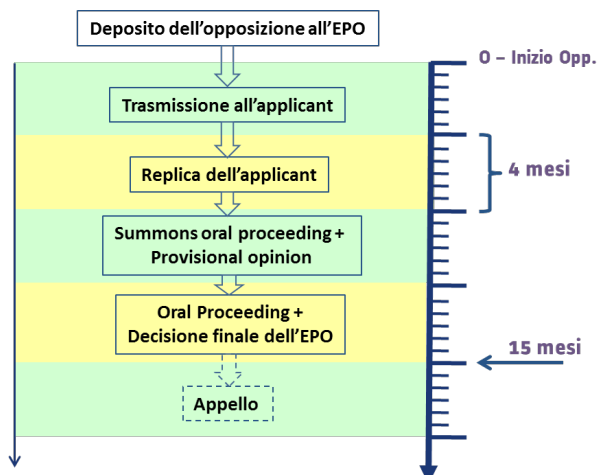 Deposito dell'opposizione all'EPO
0 – Inizio Opp.
Trasmissione all'applicant
Replica dell'applicant
4 mesi
Summons oral proceeding +
Provisional opinion
Oral Proceeding +
Decisione finale dell'EPO
15 mesi
Appello